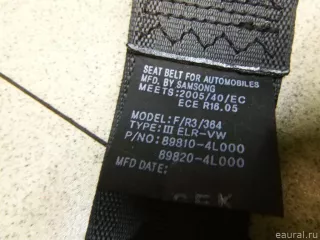 SEAT BELT FOR AUTOMOBILES
MFD. BY SAMSONG
MEETS:2005/40/EC
ECE R16.05
MODEL: F/R3/364
TYPE: III ELR-VW
P/NO: 89810-4L000
89820-4L000
MFD DATE:
eaural.ru